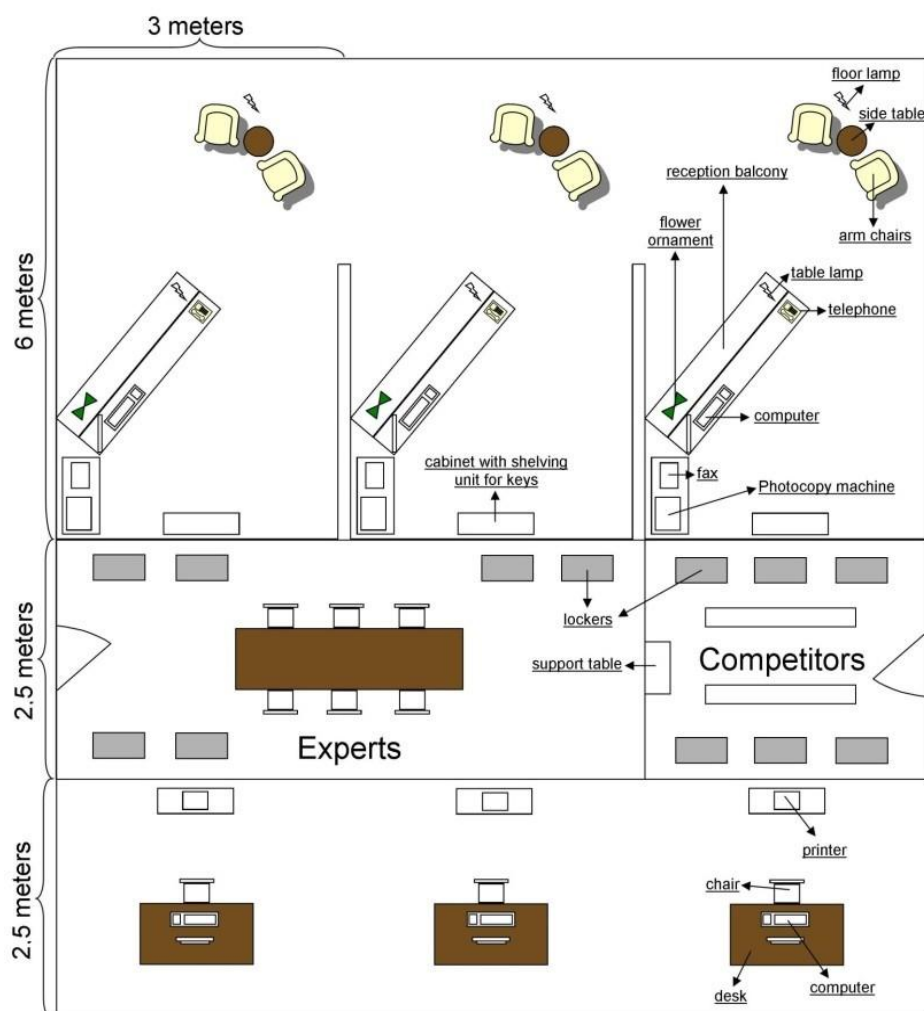 3 meters
floor lamp
side table
reception balcony
flower
ornament
arm chairs
table lamp
telephone
6 meters
computer
cabinet with shelving
unit for keys
fax
Photocopy machine
2.5 meters
lockers
support table
Competitors
Experts
2.5 meters
printer
chair
desk
computer